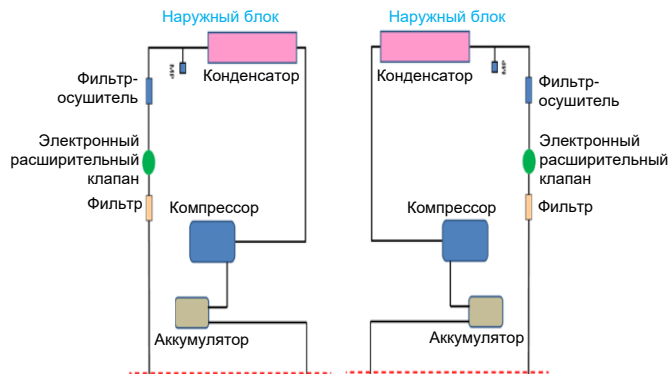 Наружный блок
Конденсатор
Фильтр-
осушитель
Электронный
расширительный
клапан
Фильтр
Компрессор
Аккумулятор
Наружный блок
Конденсатор
Фильтр-
осушитель
Электронный
расширительный
клапан
Фильтр
Компрессор
Аккумулятор